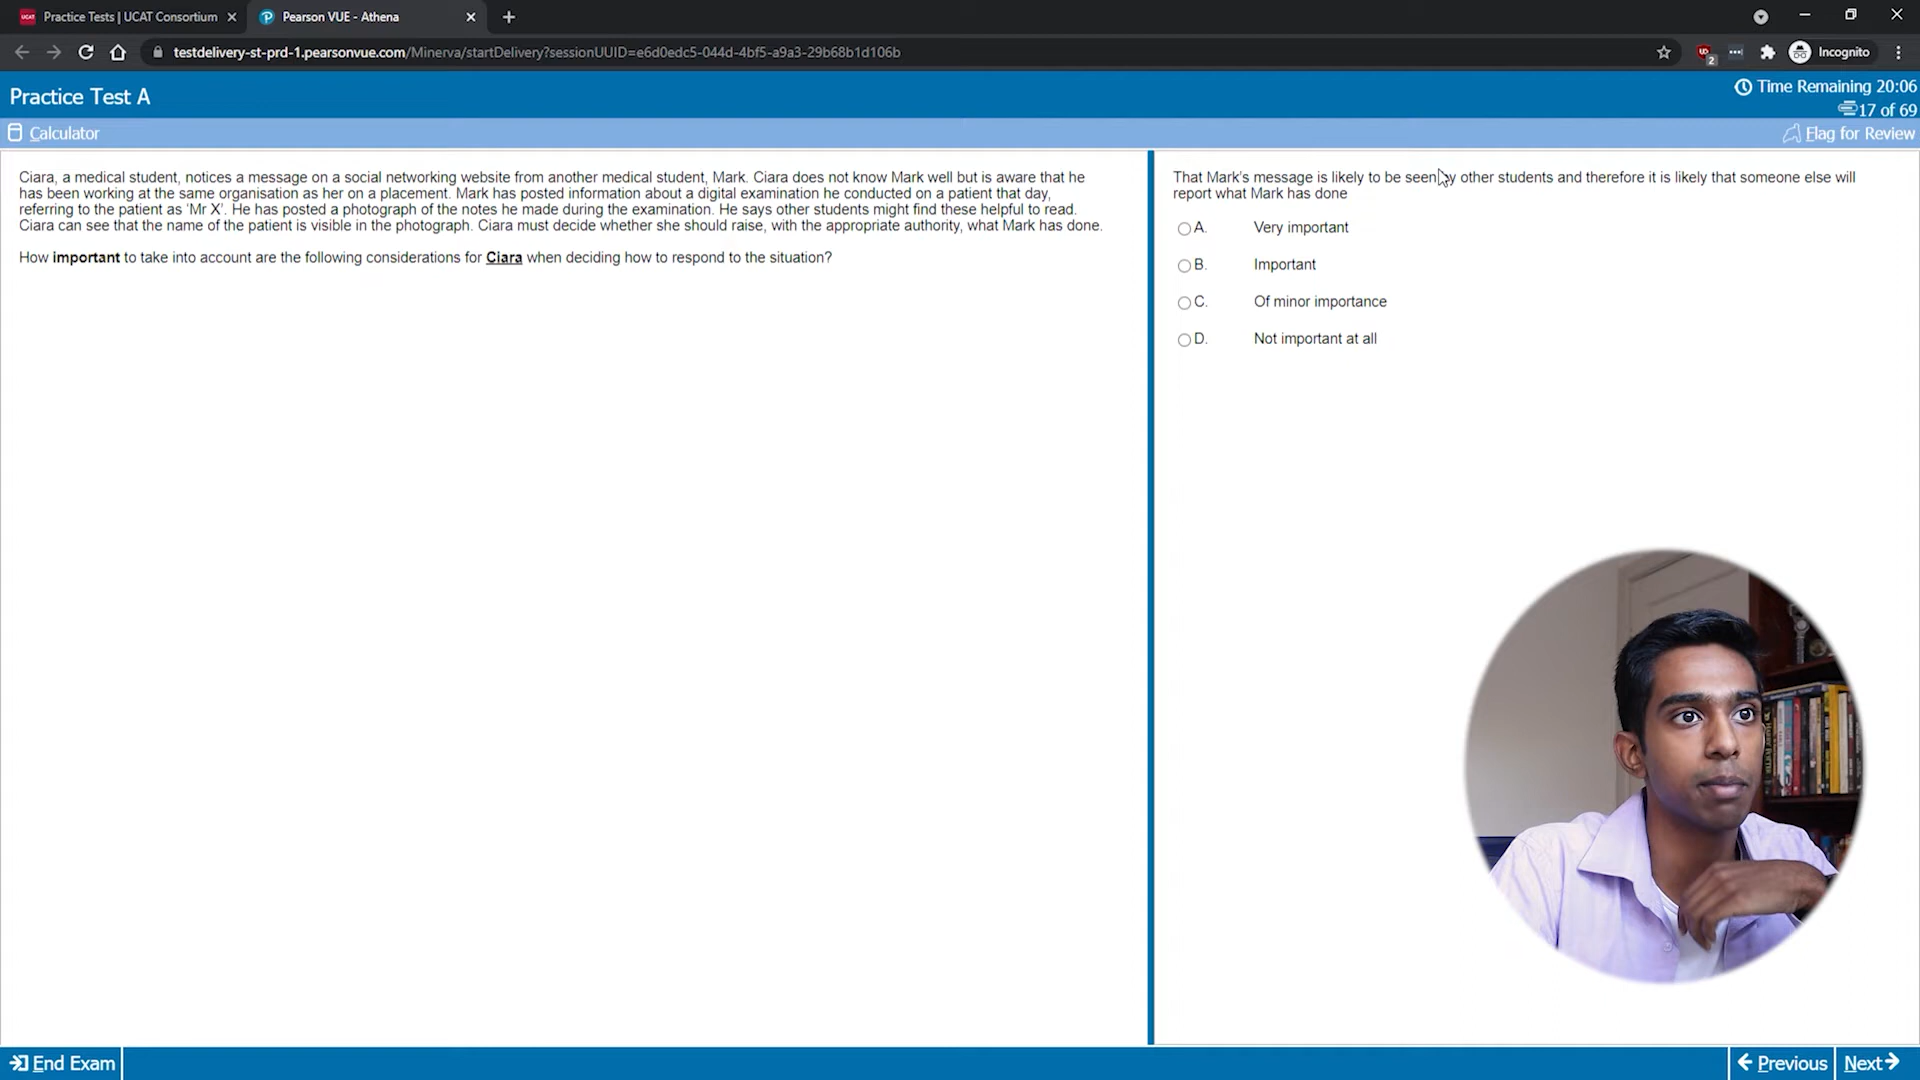 Practice Tests | UCAT Consortium
Pearson VUE - Athena
testdelivery-st-prd-1.pearsonvue.com/Minerva/startDelivery?sessionUUID=e6d0edc5-044d-4bf5-a9a3-29b68b1d106b
2
Incognito
Practice Test A
Time Remaining 20:06
17 of 69
Calculator
Flag for Review
Ciara, a medical student, notices a message on a social networking website from another medical student, Mark. Ciara does not know Mark well but is aware that he
has been working at the same organisation as her on a placement. Mark has posted information about a digital examination he conducted on a patient that day,
referring to the patient as 'Mr X'. He has posted a photograph of the notes he made during the examination. He says other students might find these helpful to read.
Ciara can see that the name of the patient is visible in the photograph. Ciara must decide whether she should raise, with the appropriate authority, what Mark has done.
How important to take into account are the following considerations for Ciara when deciding how to respond to the situation?
That Mark's message is likely to be seen by other students and therefore it is likely that someone else will
report what Mark has done
A. Very important
B. Important
C. Of minor importance
D. Not important at all
End Exam
Previous
Next